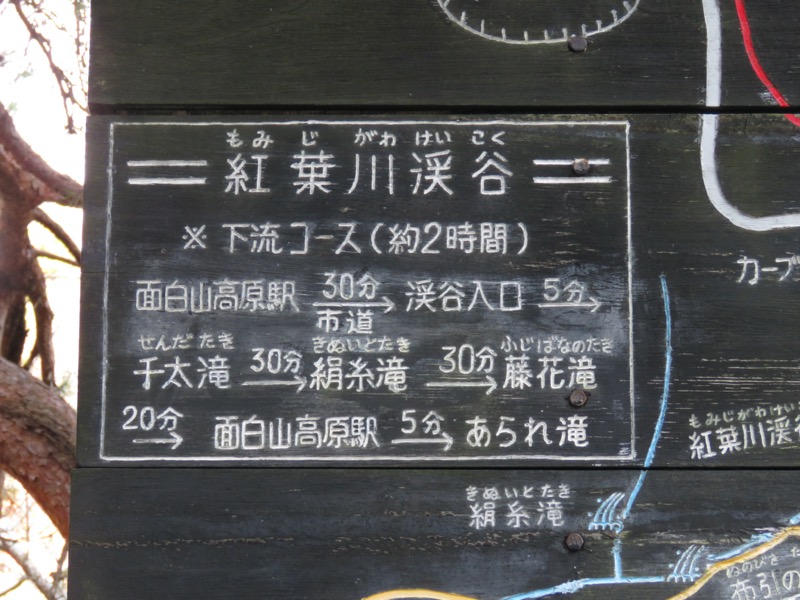 もみじがわけいこく
紅葉川渓谷
※下流コース(約2時間)
面白山高原駅 30分 渓谷入口 5分
市道
せんだたき きぬいとたき ふじばなのたき
千太滝 30分 絹糸滝 30分 藤花滝
20分 面白山高原駅 5分 あられ滝
カーブ
もみじがわけい
紅葉川渓
きぬいとたき
絹糸滝
ぬのびき
布引の